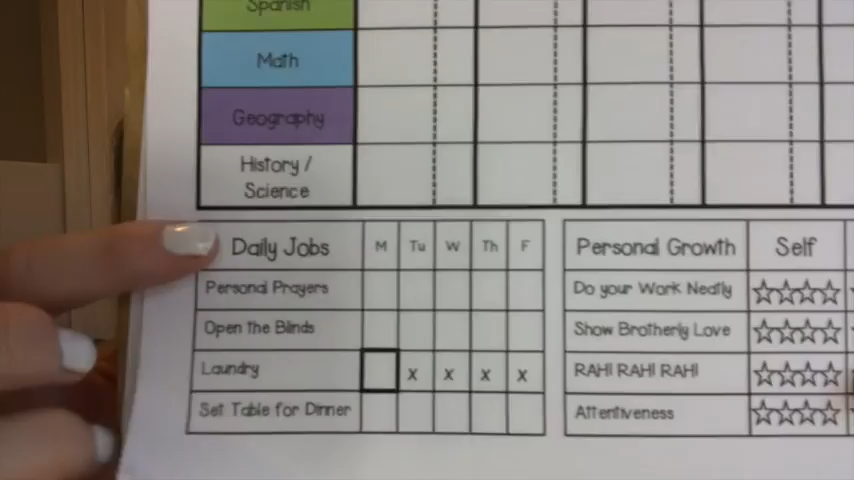 Spanish
Math
Geography
History /
Science
Daily Jobs M Tu W Th F
Personal Prayers
Open the Blinds
Laundry x x x x
Set Table for Dinner
Personal Growth Self
Do your Work Neatly
Show Brotherly Love
RAH! RAH! RAH!
Attentiveness